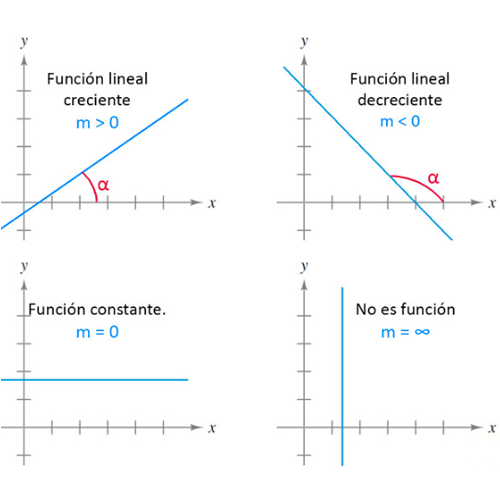 y
Función lineal
creciente
m > 0
α
x
y
Función lineal
decreciente
m < 0
α
x
y
Función constante.
m = 0
x
y
No es función
m = ∞
x